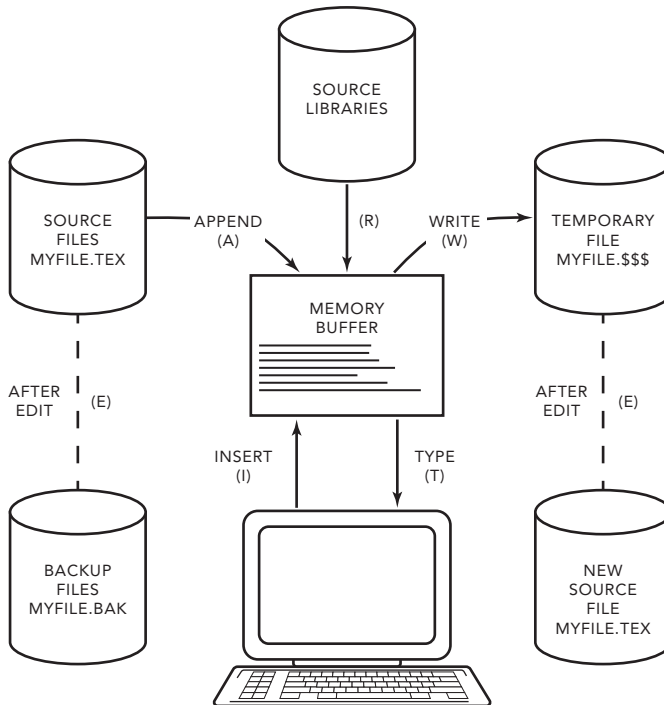 SOURCE
LIBRARIES
SOURCE
FILES
MYFILE.TEX
APPEND
(A)
(R)
WRITE
(W)
TEMPORARY
FILE
MYFILE.$$$
MEMORY
BUFFER
AFTER
EDIT
(E)
AFTER
EDIT
(E)
INSERT
(I)
TYPE
(T)
BACKUP
FILES
MYFILE.BAK
NEW
SOURCE
FILE
MYFILE.TEX